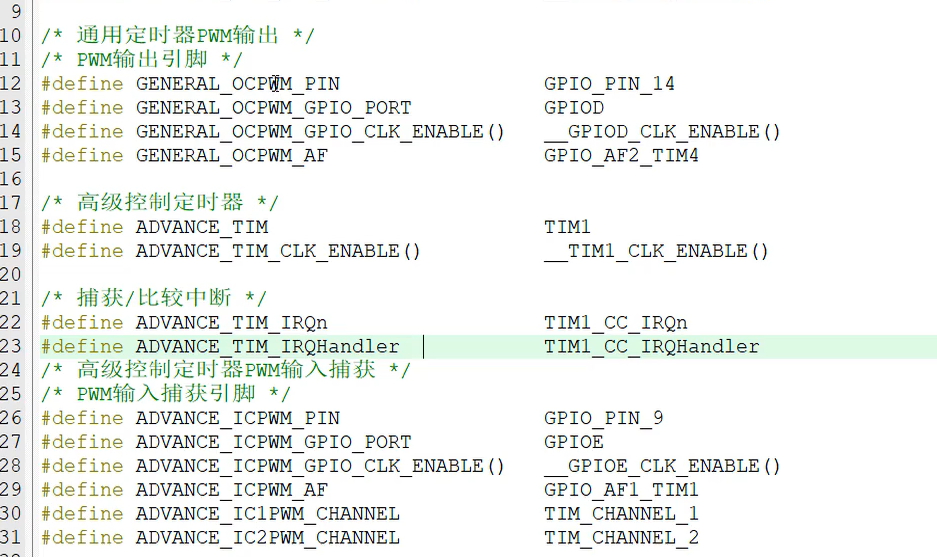 9
10 /* 通用定时器PWM输出 */
11 /* PWM输出引脚 */
12 #define GENERAL_OCPWM_PIN GPIO_PIN_14
13 #define GENERAL_OCPWM_GPIO_PORT GPIOD
14 #define GENERAL_OCPWM_GPIO_CLK_ENABLE() __GPIOD_CLK_ENABLE()
15 #define GENERAL_OCPWM_AF GPIO_AF2_TIM4
16
17 /* 高级控制定时器 */
18 #define ADVANCE_TIM TIM1
19 #define ADVANCE_TIM_CLK_ENABLE() __TIM1_CLK_ENABLE()
20
21 /* 捕获/比较中断 */
22 #define ADVANCE_TIM_IRQn TIM1_CC_IRQn
23 #define ADVANCE_TIM_IRQHandler TIM1_CC_IRQHandler
24 /* 高级控制定时器PWM输入捕获 */
25 /* PWM输入捕获引脚 */
26 #define ADVANCE_ICPWM_PIN GPIO_PIN_9
27 #define ADVANCE_ICPWM_GPIO_PORT GPIOE
28 #define ADVANCE_ICPWM_GPIO_CLK_ENABLE() __GPIOE_CLK_ENABLE()
29 #define ADVANCE_ICPWM_AF GPIO_AF1_TIM1
30 #define ADVANCE_IC1PWM_CHANNEL TIM_CHANNEL_1
31 #define ADVANCE_IC2PWM_CHANNEL TIM_CHANNEL_2